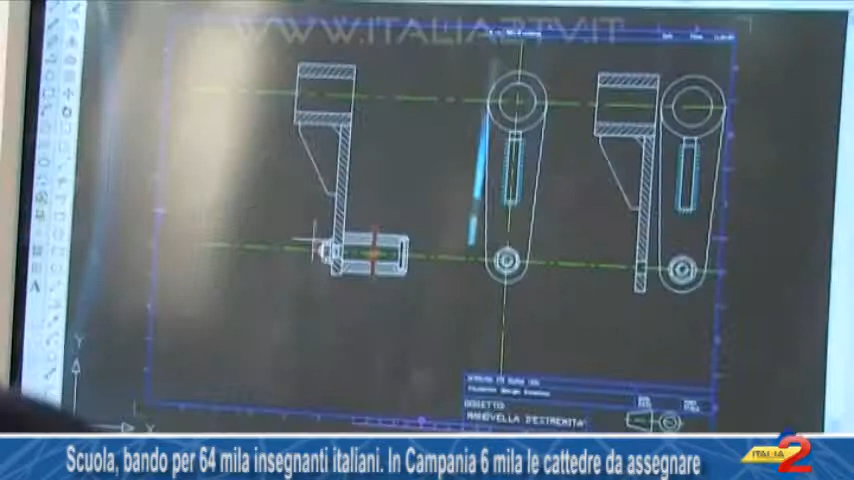 WWW.ITALIA2TV.IT
OGGETTO:
MANOVELLA D'ESTREMITA'
Y
X
A
Scuola, bando per 64 mila insegnanti italiani. In Campania 6 mila le cattedre da assegnare
ITALIA 2